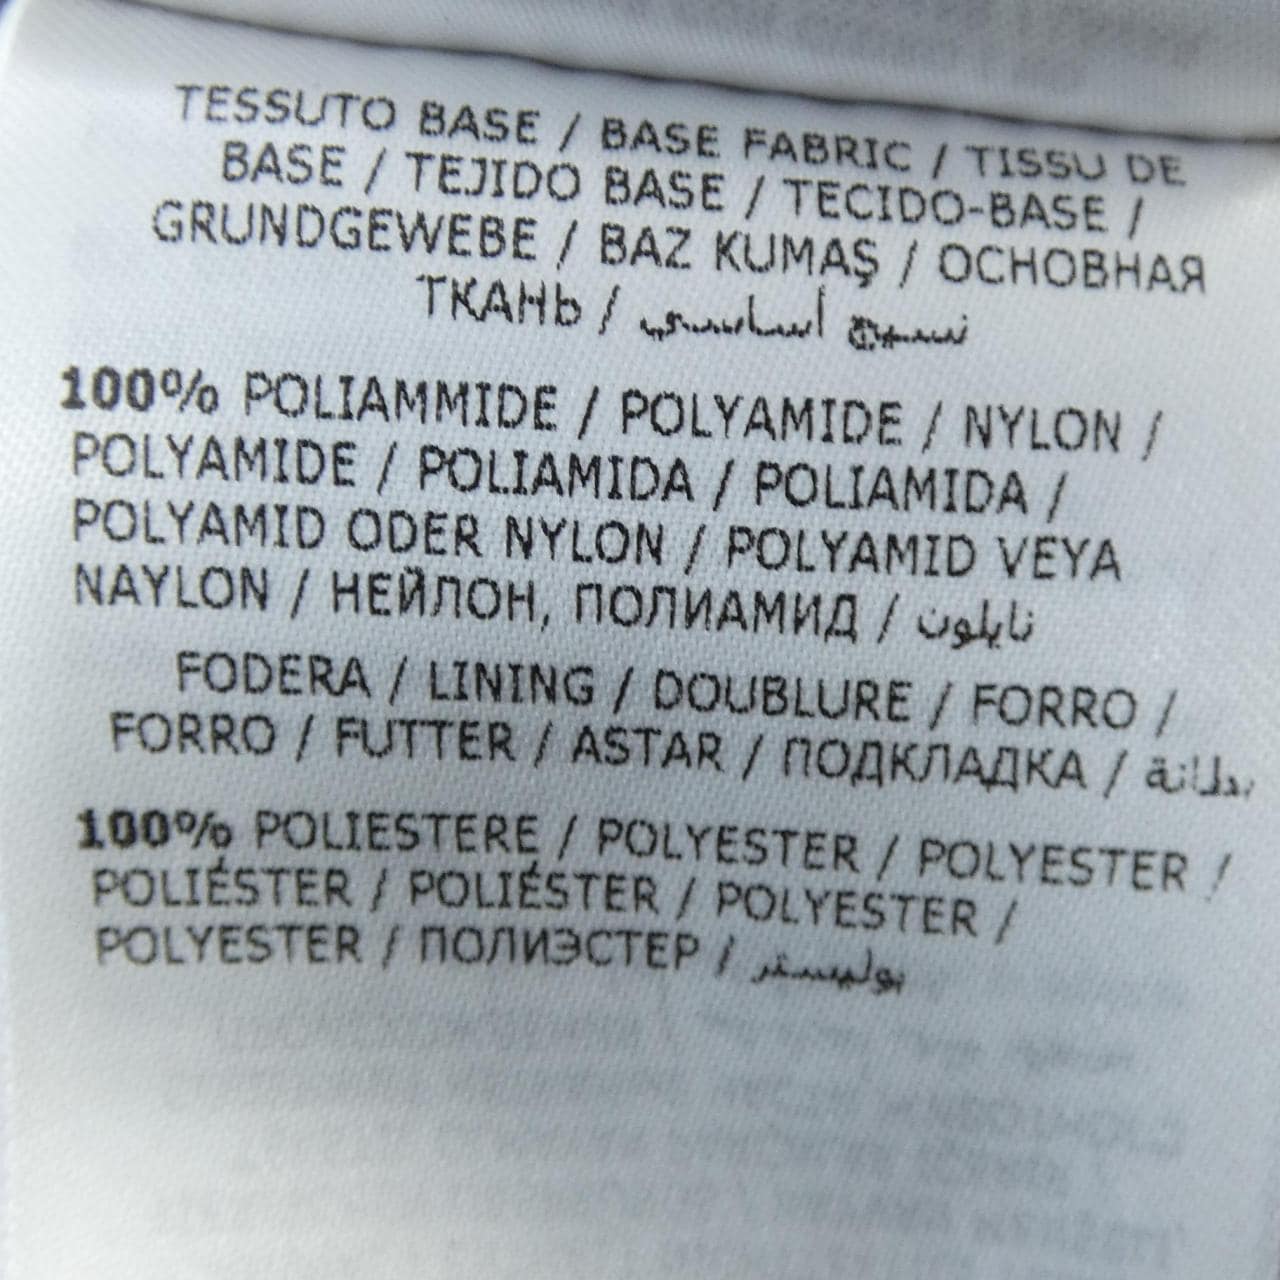 TESSUTO BASE / BASE FABRIC / TISSU DE
BASE / TEJIDO BASE / TECIDO-BASE /
GRUNDGEWEBE / BAZ KUMAŞ / ОСНОВНАЯ
ТКАНЬ / نسيج أساسي
100% POLIAMMIDE / POLYAMIDE / NYLON /
POLYAMIDE / POLIAMIDA / POLIAMIDA /
POLYAMID ODER NYLON / POLYAMID VEYA
NAYLON / НЕЙЛОН, ПОЛИАМИД / نايلون
FODERA / LINING / DOUBLURE / FORRO /
FORRO / FUTTER / ASTAR / ПОДКЛАДКА / بطانة
100% POLIESTERE / POLYESTER / POLYESTER /
POLIÉSTER / POLIÉSTER / POLYESTER /
POLYESTER / ПОЛИЭСТЕР / بوليستر